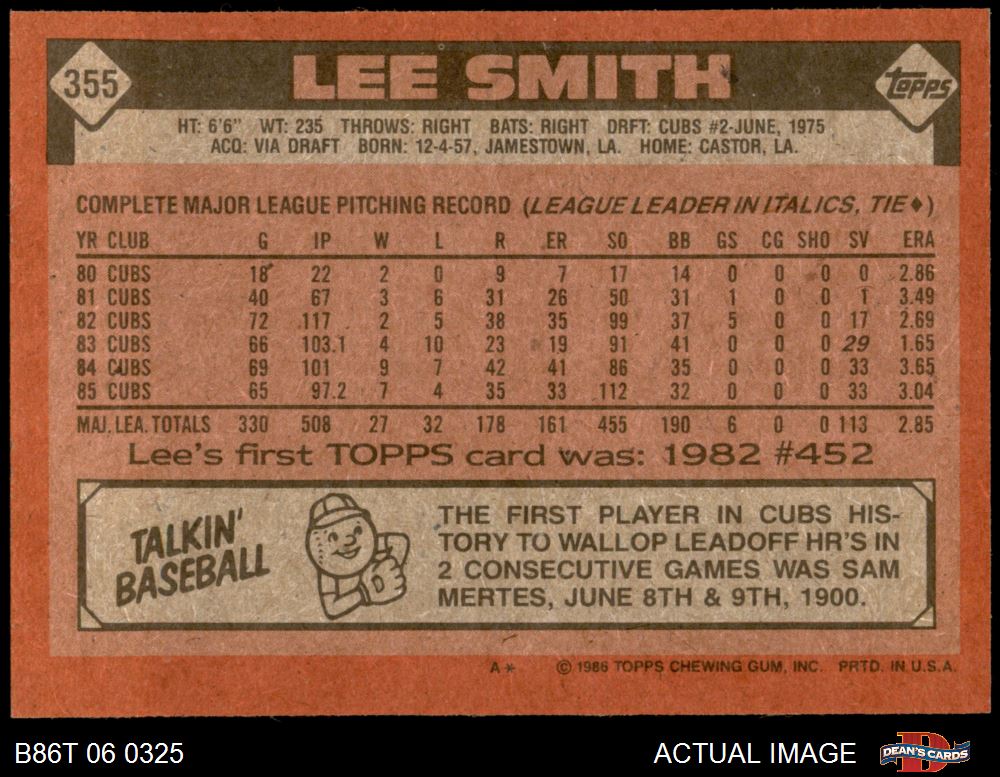 355 LEE SMITH Topps
HT: 6'6" WT: 235 THROWS: RIGHT BATS: RIGHT DRFT: CUBS #2-JUNE, 1975
ACQ: VIA DRAFT BORN: 12-4-57, JAMESTOWN, LA. HOME: CASTOR, LA.
COMPLETE MAJOR LEAGUE PITCHING RECORD (LEAGUE LEADER IN ITALICS, TIE♦)
YR CLUB G IP W L R ER SO BB GS CG SHO SV ERA
80 CUBS 18 22 2 0 9 7 17 14 0 0 0 0 2.86
81 CUBS 40 67 3 6 31 26 50 31 1 0 0 1 3.49
82 CUBS 72 117 2 5 38 35 99 37 5 0 0 17 2.69
83 CUBS 66 103.1 4 10 23 19 91 41 0 0 0 29 1.65
84 CUBS 69 101 9 7 42 41 86 35 0 0 0 33 3.65
85 CUBS 65 97.2 7 4 35 33 112 32 0 0 0 33 3.04
MAJ. LEA. TOTALS 330 508 27 32 178 161 455 190 6 0 0 113 2.85
Lee's first TOPPS card was: 1982 #452
TALKIN'
BASEBALL
THE FIRST PLAYER IN CUBS HIS-
TORY TO WALLOP LEADOFF HR'S IN
2 CONSECUTIVE GAMES WAS SAM
MERTES, JUNE 8TH & 9TH, 1900.
A* © 1986 TOPPS CHEWING GUM, INC. PRTD. IN U.S.A.
B86T 06 0325 ACTUAL IMAGE DEAN'S CARDS